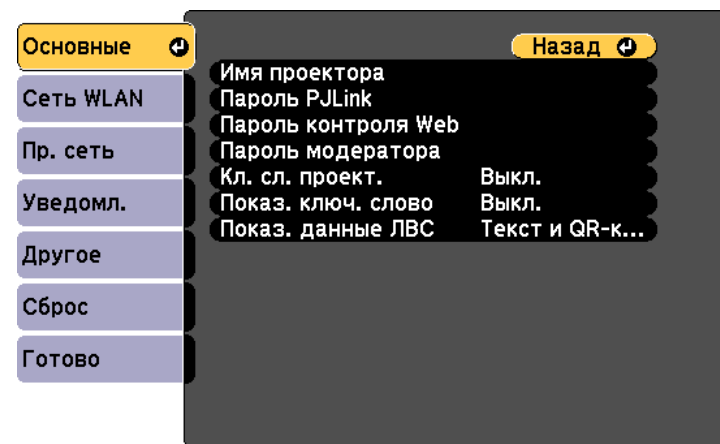 Основные
Сеть WLAN
Пр. сеть
Уведомл.
Другое
Сброс
Готово
Назад
Имя проектора
Пароль PJLink
Пароль контроля Web
Пароль модератора
Кл. сл. проект. Выкл.
Показ. ключ. слово Выкл.
Показ. данные ЛВС Текст и QR-к...